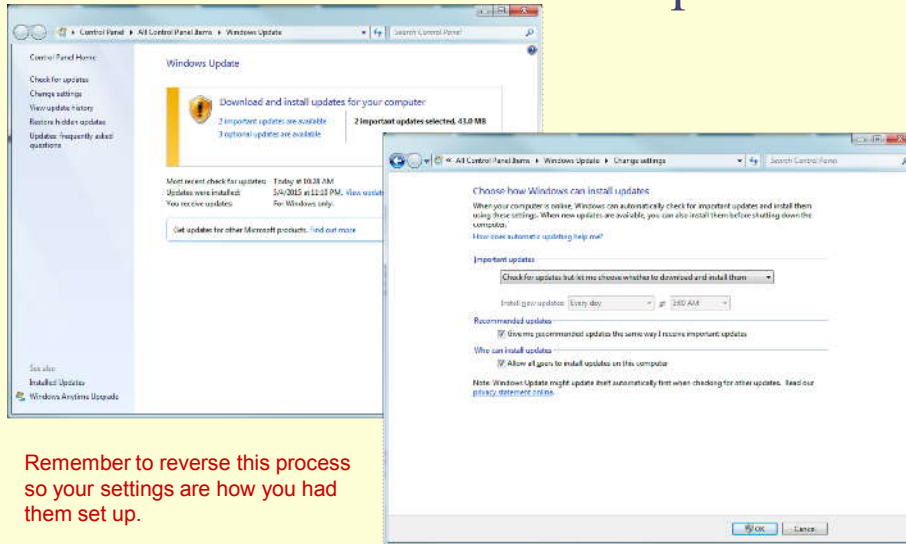 Control Panel ▸ All Control Panel Items ▸ Windows Update
Search Control Panel
Control Panel Home
Check for updates
Change settings
View update history
Restore hidden updates
Updates: frequently asked
questions
See also
Installed Updates
Windows Anytime Upgrade
Windows Update
Download and install updates for your computer
2 important updates are available
3 optional updates are available
2 important updates selected, 43.0 MB
Most recent check for updates: Today at 10:28 AM
Updates were installed: 5/4/2015 at 11:10 PM. View update
You receive updates: For Windows only.
Get updates for other Microsoft products. Find out more
« All Control Panel Items ▸ Windows Update ▸ Change settings
Search Control Panel
Choose how Windows can install updates
When your computer is online, Windows can automatically check for important updates and install them
using these settings. When new updates are available, you can also install them before shutting down the
computer.
How does automatic updating help me?
Important updates
Check for updates but let me choose whether to download and install them
Install new updates: Every day at 3:00 AM
Recommended updates
Give me recommended updates the same way I receive important updates
Who can install updates
Allow all users to install updates on this computer
Note: Windows Update might update itself automatically first when checking for other updates. Read our
privacy statement online.
OK Cancel
Remember to reverse this process
so your settings are how you had
them set up.